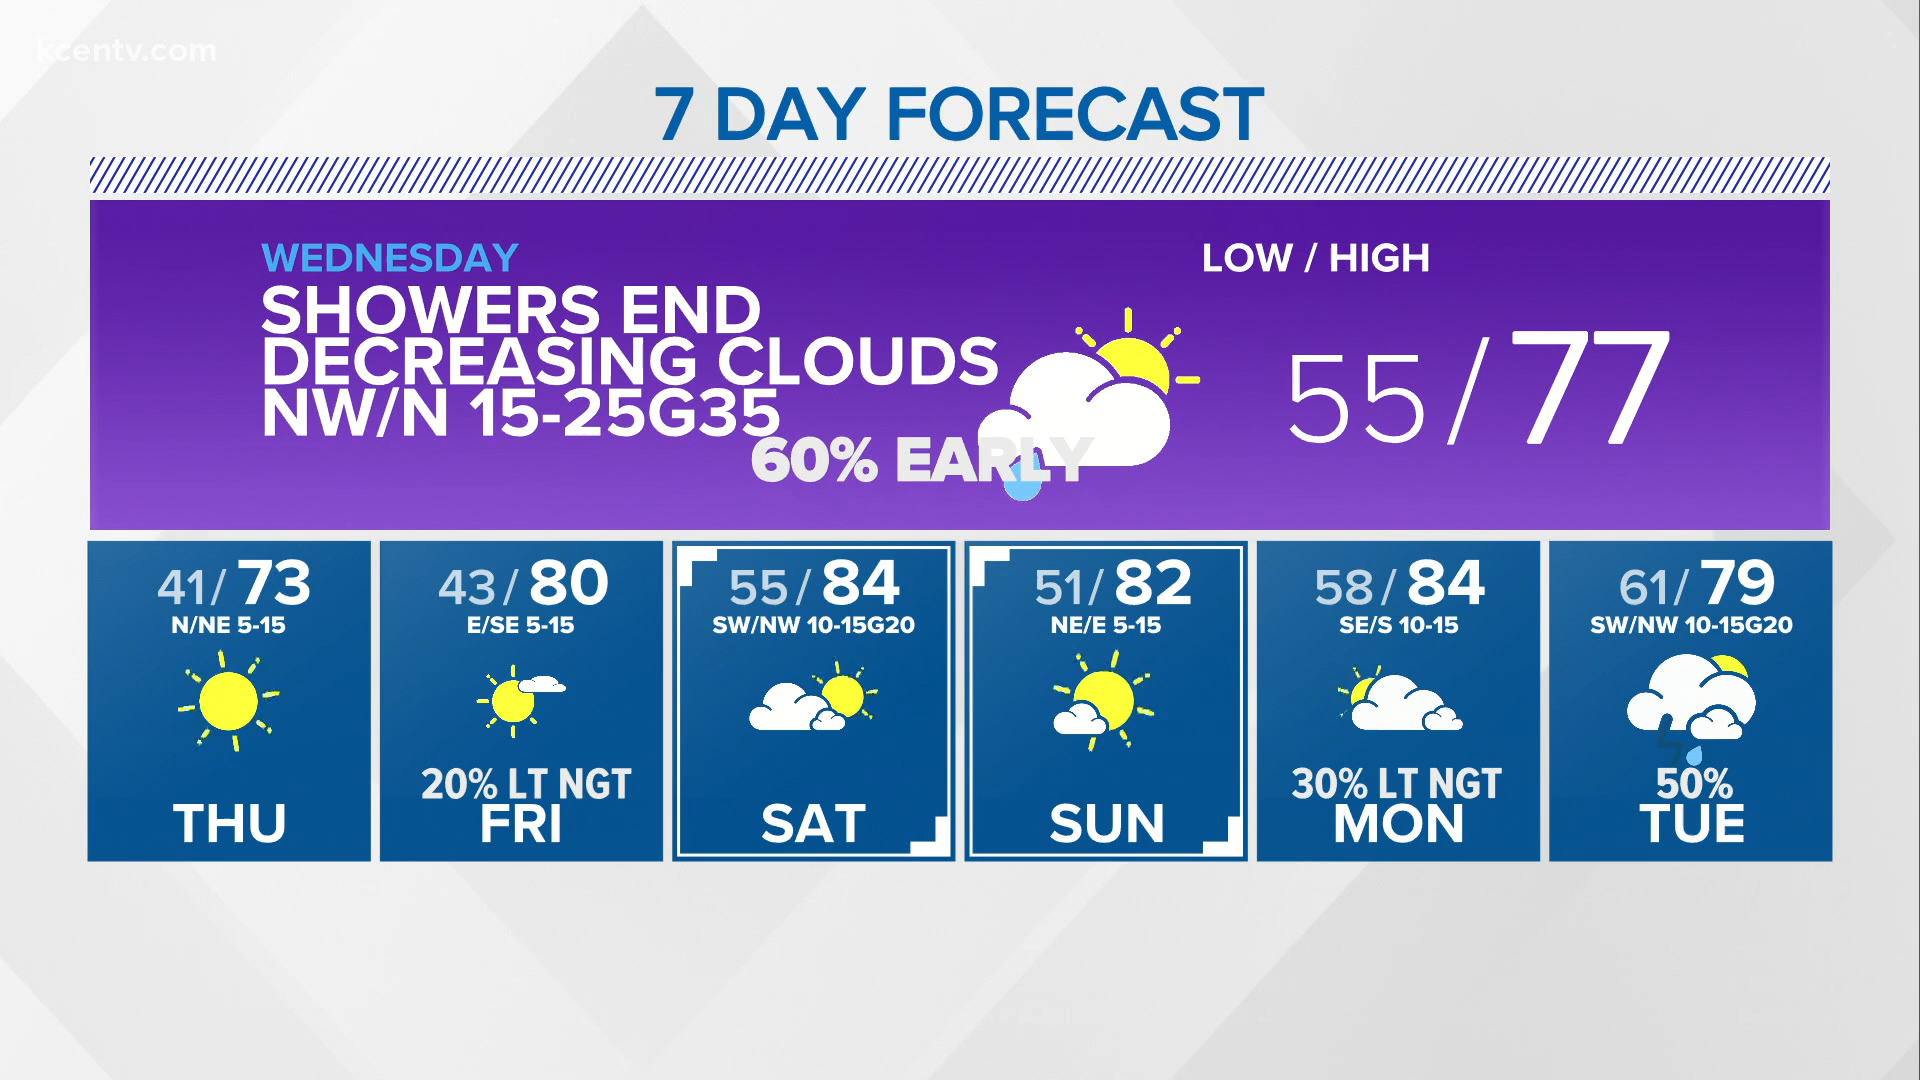 kcentv.com
7 DAY FORECAST
WEDNESDAY
SHOWERS END
DECREASING CLOUDS
NW/N 15-25G35
60% EARLY
LOW / HIGH
55/77
41/73
N/NE 5-15
THU
43/80
E/SE 5-15
20% LT NGT
FRI
55/84
SW/NW 10-15G20
SAT
51/82
NE/E 5-15
SUN
58/84
SE/S 10-15
30% LT NGT
MON
61/79
SW/NW 10-15G20
50%
TUE